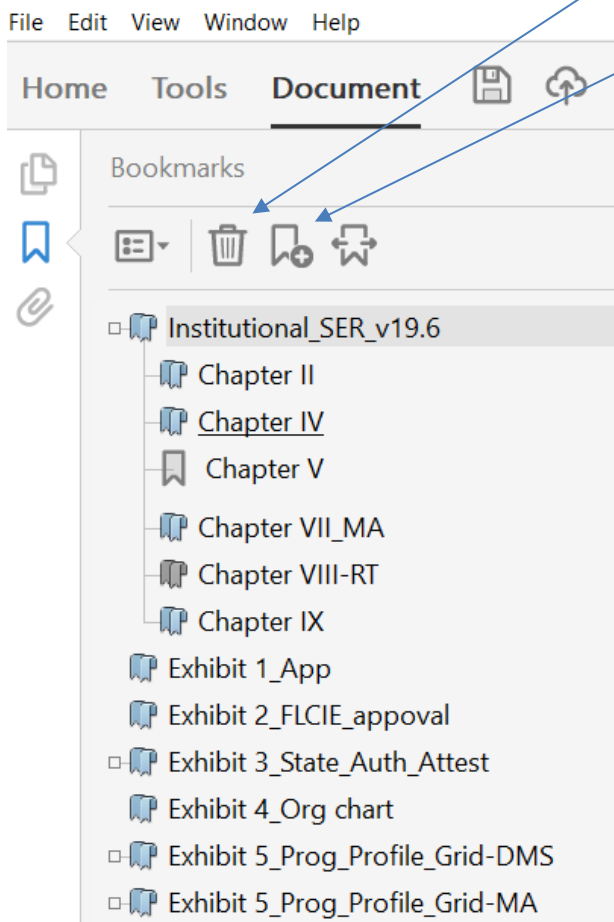 File Edit View Window Help
Home Tools Document
Bookmarks
Institutional_SER_v19.6
Chapter II
Chapter IV
Chapter V
Chapter VII_MA
Chapter VIII-RT
Chapter IX
Exhibit 1_App
Exhibit 2_FLCIE_appoval
Exhibit 3_State_Auth_Attest
Exhibit 4_Org chart
Exhibit 5_Prog_Profile_Grid-DMS
Exhibit 5_Prog_Profile_Grid-MA